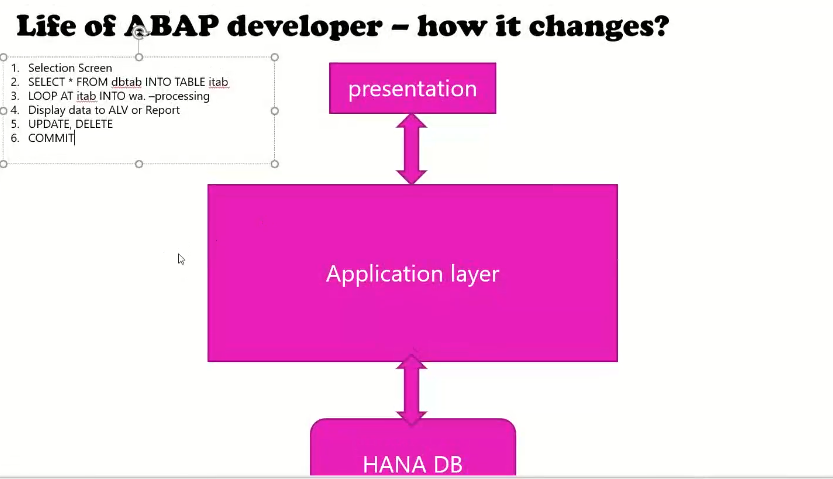 Life of ABAP developer – how it changes?
1. Selection Screen
2. SELECT * FROM dbtab INTO TABLE itab
3. LOOP AT itab INTO wa. –processing
4. Display data to ALV or Report
5. UPDATE, DELETE
6. COMMIT
presentation
Application layer
HANA DB